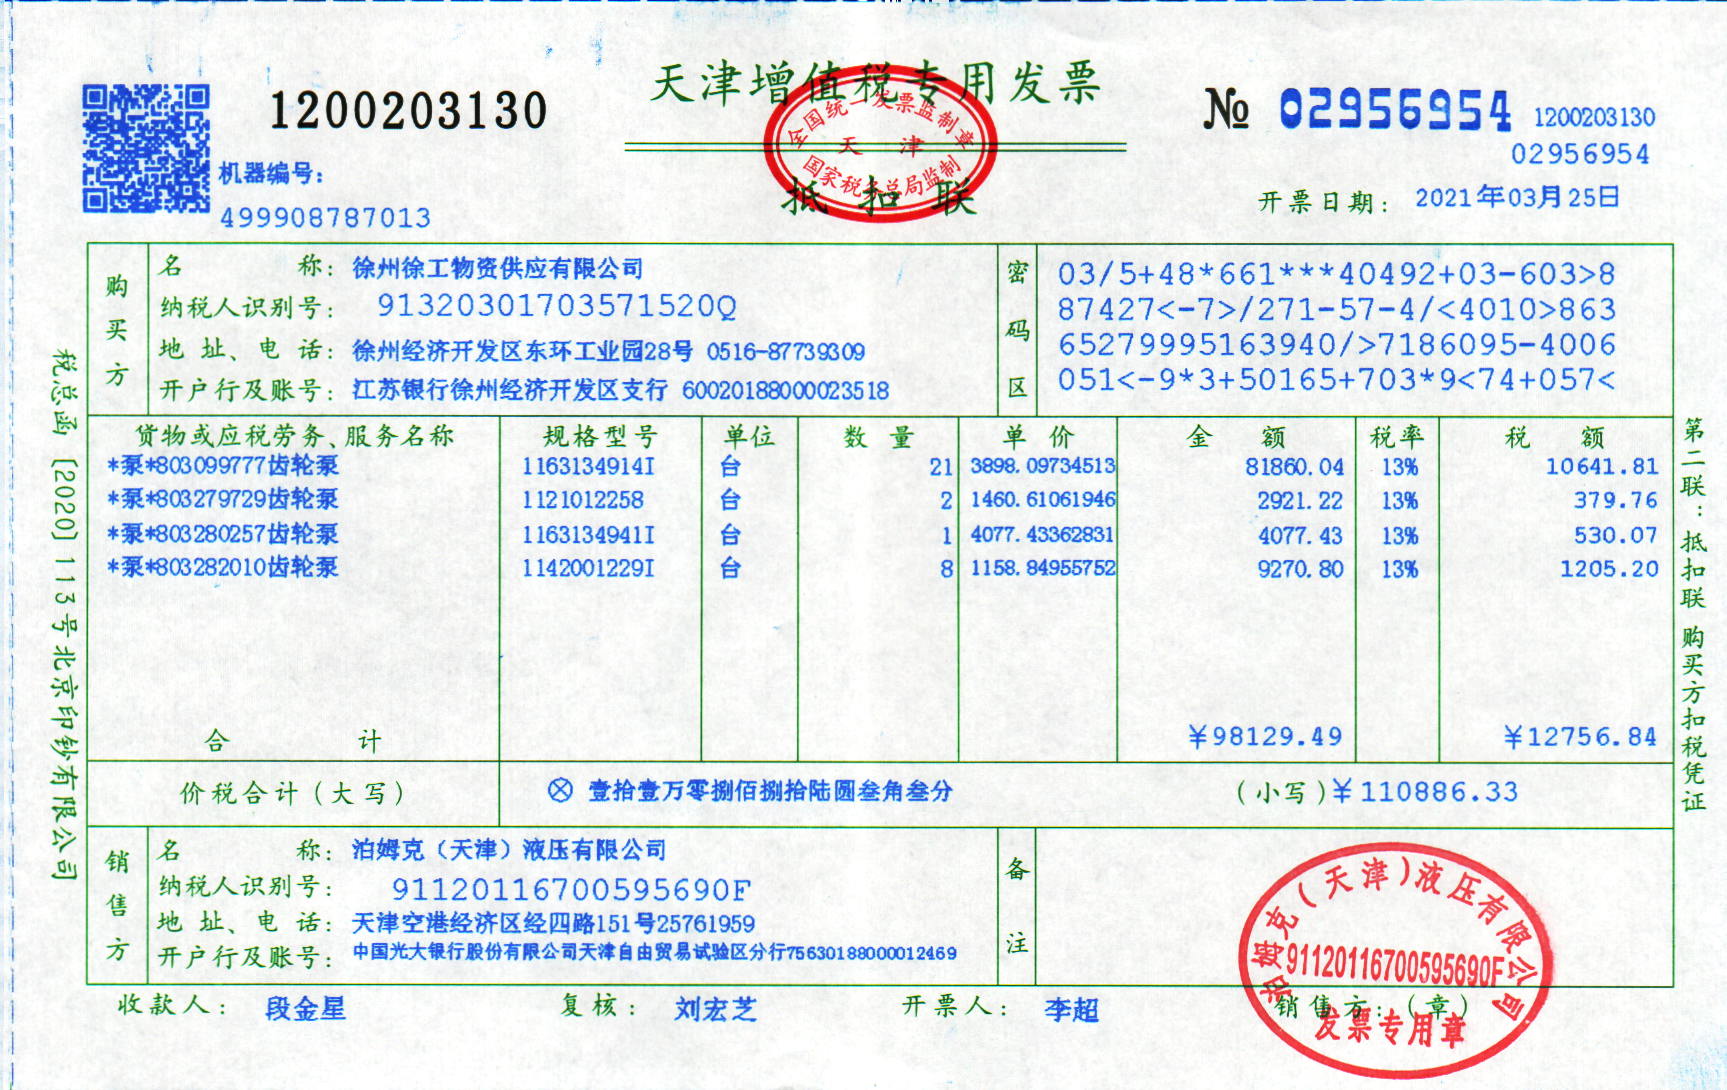 天津增值税专用发票
1200203130
全国统一发票监制章
天 津
国家税务总局监制
抵 扣 联
№ 02956954 1200203130
02956954
机器编号:
499908787013
开票日期: 2021年03月25日
购买方
名 称: 徐州徐工物资供应有限公司
纳税人识别号: 91320301703571520Q
地 址、电 话: 徐州经济开发区东环工业园28号 0516-87739309
开户行及账号: 江苏银行徐州经济开发区支行 60020188000023518
密码区
03/5+48*661***40492+03-603>8
87427<-7>/271-57-4/<4010>863
65279995163940/>7186095-4006
051<-9*3+50165+703*9<74+057<
货物或应税劳务、服务名称 规格型号 单位 数 量 单 价 金 额 税率 税 额
*泵*803099777齿轮泵 1163134914I 台 21 3898.09734513 81860.04 13% 10641.81
*泵*803279729齿轮泵 1121012258 台 2 1460.61061946 2921.22 13% 379.76
*泵*803280257齿轮泵 1163134941I 台 1 4077.43362831 4077.43 13% 530.07
*泵*803282010齿轮泵 1142001229I 台 8 1158.84955752 9270.80 13% 1205.20
合 计 ￥98129.49 ￥12756.84
价税合计(大写) ⊗ 壹拾壹万零捌佰捌拾陆圆叁角叁分 (小写)￥110886.33
销售方
名 称: 泊姆克（天津）液压有限公司
纳税人识别号: 91120116700595690F
地 址、电 话: 天津空港经济区经四路151号25761959
开户行及账号: 中国光大银行股份有限公司天津自由贸易试验区分行75630188000012469
备注
泊姆克(天津)液压有限公司
91120116700595690F
发票专用章
收款人: 段金星 复核: 刘宏芝 开票人: 李超 销售方:(章)
税总函〔2020〕113号北京印钞有限公司
第二联:抵扣联 购买方扣税凭证